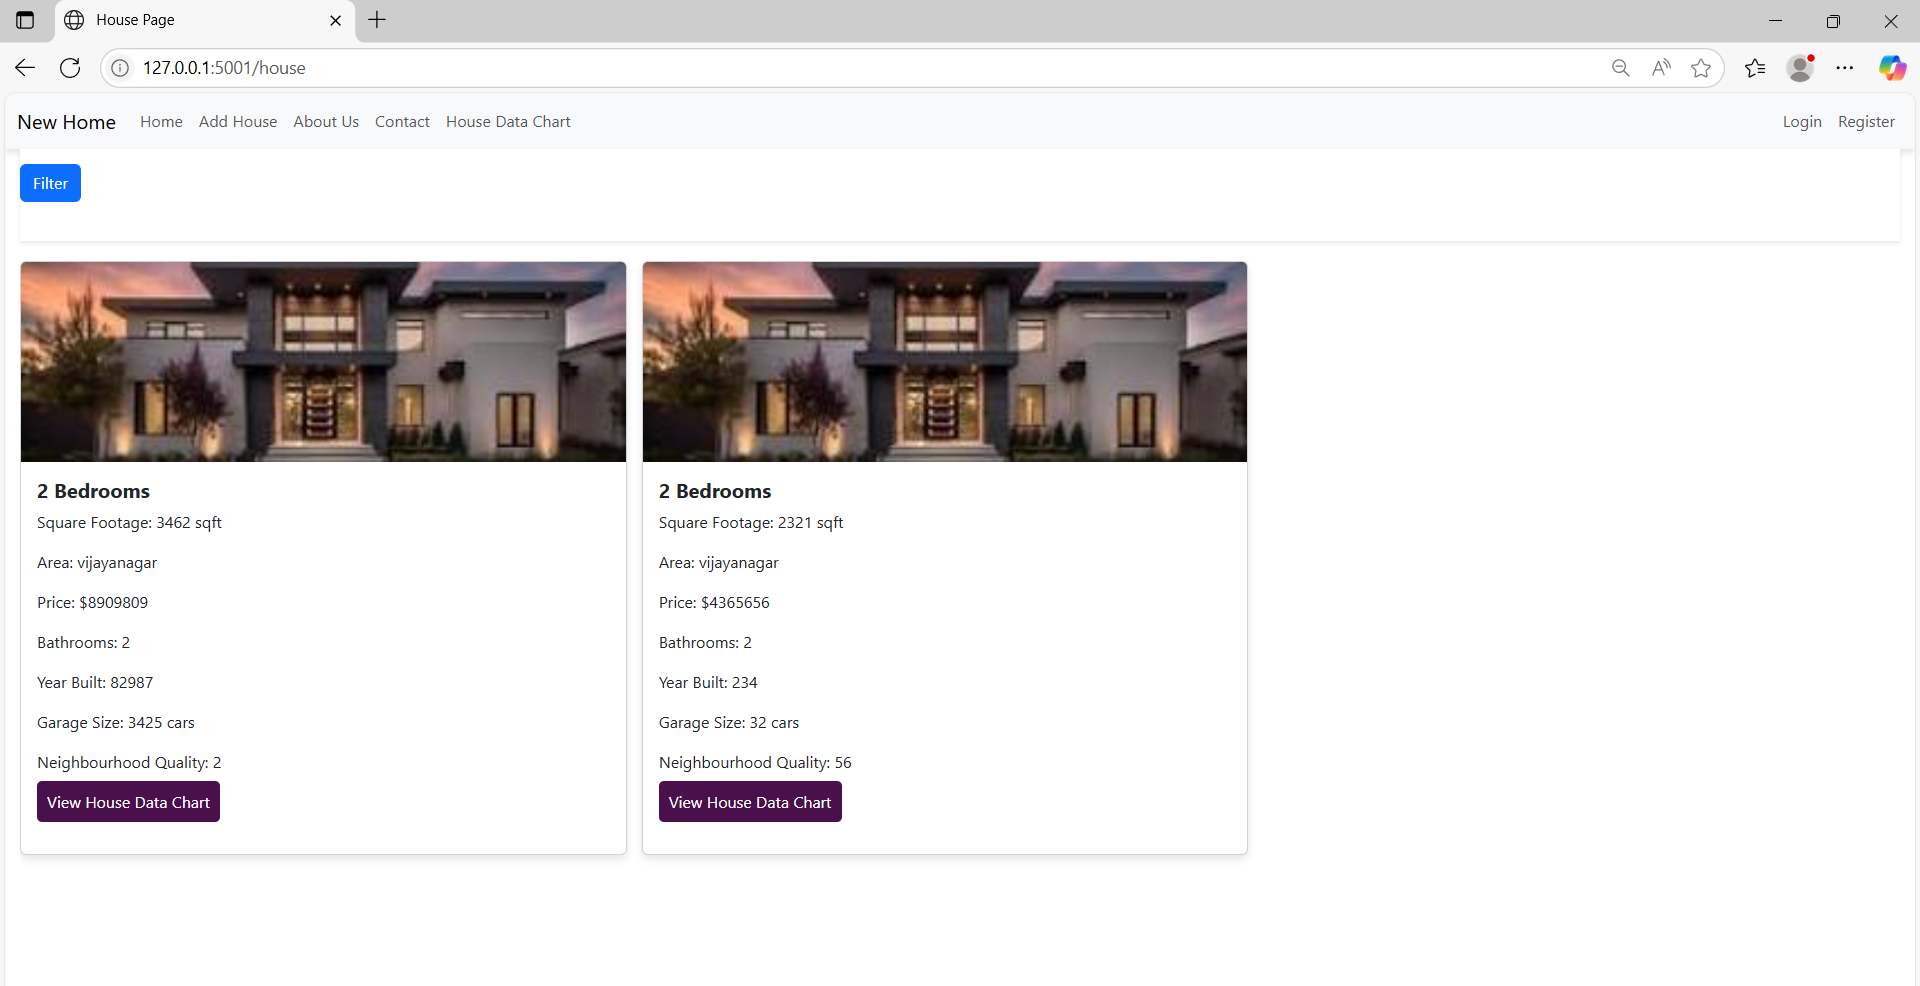 House Page
127.0.0.1:5001/house
New Home Home Add House About Us Contact House Data Chart Login Register
Filter
2 Bedrooms
Square Footage: 3462 sqft
Area: vijayanagar
Price: $8909809
Bathrooms: 2
Year Built: 82987
Garage Size: 3425 cars
Neighbourhood Quality: 2
View House Data Chart
2 Bedrooms
Square Footage: 2321 sqft
Area: vijayanagar
Price: $4365656
Bathrooms: 2
Year Built: 234
Garage Size: 32 cars
Neighbourhood Quality: 56
View House Data Chart